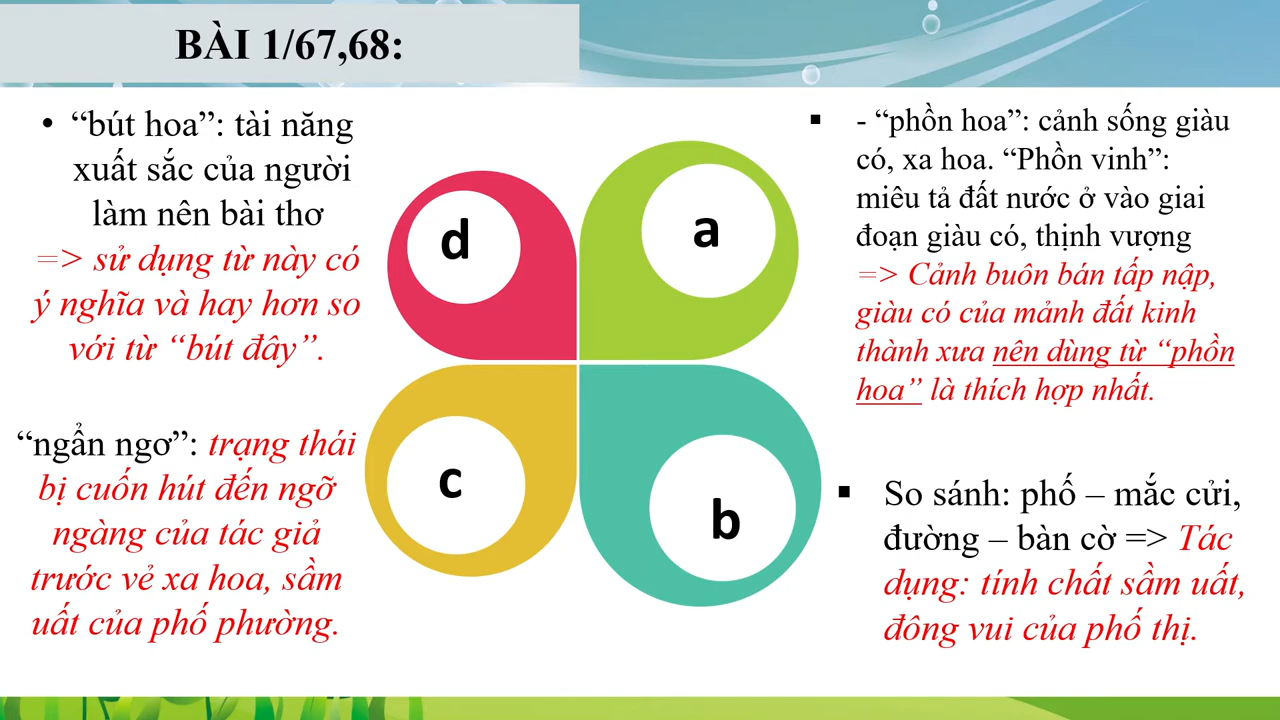 BÀI 1/67,68:
• “bút hoa”: tài năng
xuất sắc của người
làm nên bài thơ
=> sử dụng từ này có
ý nghĩa và hay hơn so
với từ “bút đây”.
“ngẩn ngơ”: trạng thái
bị cuốn hút đến ngỡ
ngàng của tác giả
trước vẻ xa hoa, sầm
uất của phố phường.
d
a
c
b
▪ - “phồn hoa”: cảnh sống giàu
có, xa hoa. “Phồn vinh”:
miêu tả đất nước ở vào giai
đoạn giàu có, thịnh vượng
=> Cảnh buôn bán tấp nập,
giàu có của mảnh đất kinh
thành xưa nên dùng từ “phồn
hoa” là thích hợp nhất.
▪ So sánh: phố – mắc cửi,
đường – bàn cờ => Tác
dụng: tính chất sầm uất,
đông vui của phố thị.